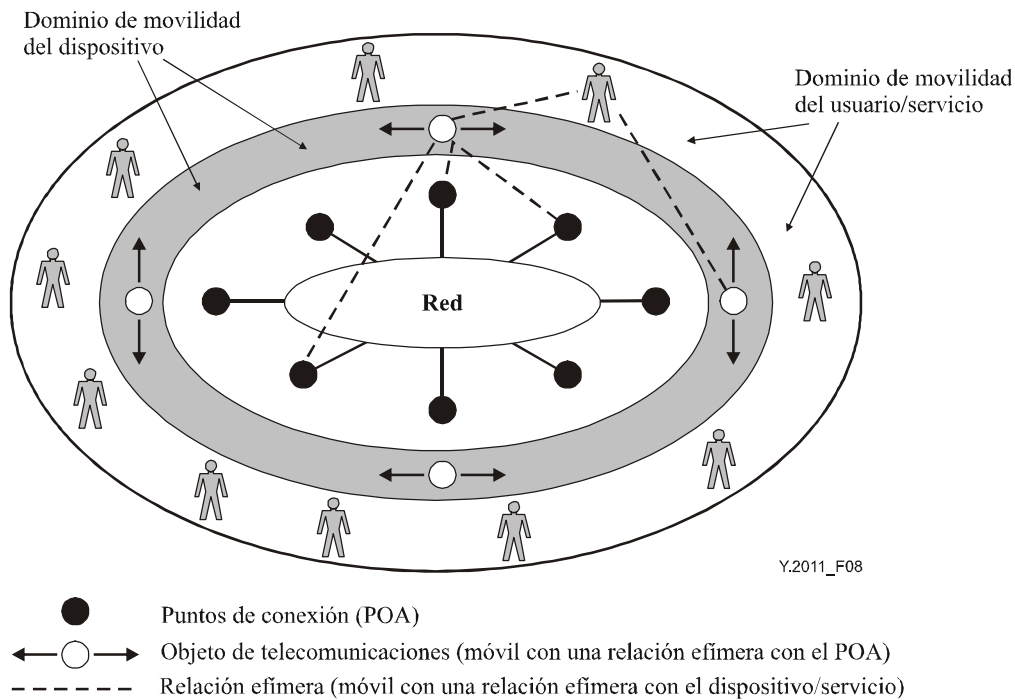 Dominio de movilidad
del dispositivo
Dominio de movilidad
del usuario/servicio
Red
Y.2011_F08
Puntos de conexión (POA)
Objeto de telecomunicaciones (móvil con una relación efímera con el POA)
Relación efímera (móvil con una relación efímera con el dispositivo/servicio)